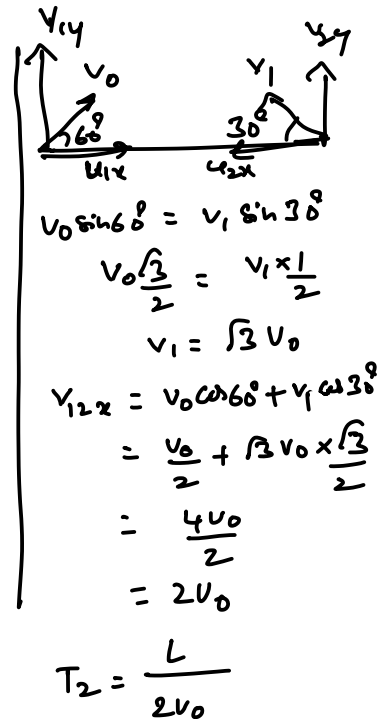 V₁y V₂y
V₀ V₁
60° 30°
u₁x u₂x
V₀ sin60° = V₁ sin30°
V₀ √3/2 = V₁ × 1/2
V₁ = √3 V₀
V₁₂x = V₀ cos60° + V₁ cos30°
= V₀/2 + √3 V₀ × √3/2
= 4V₀/2
= 2V₀
T₂ = L/2V₀